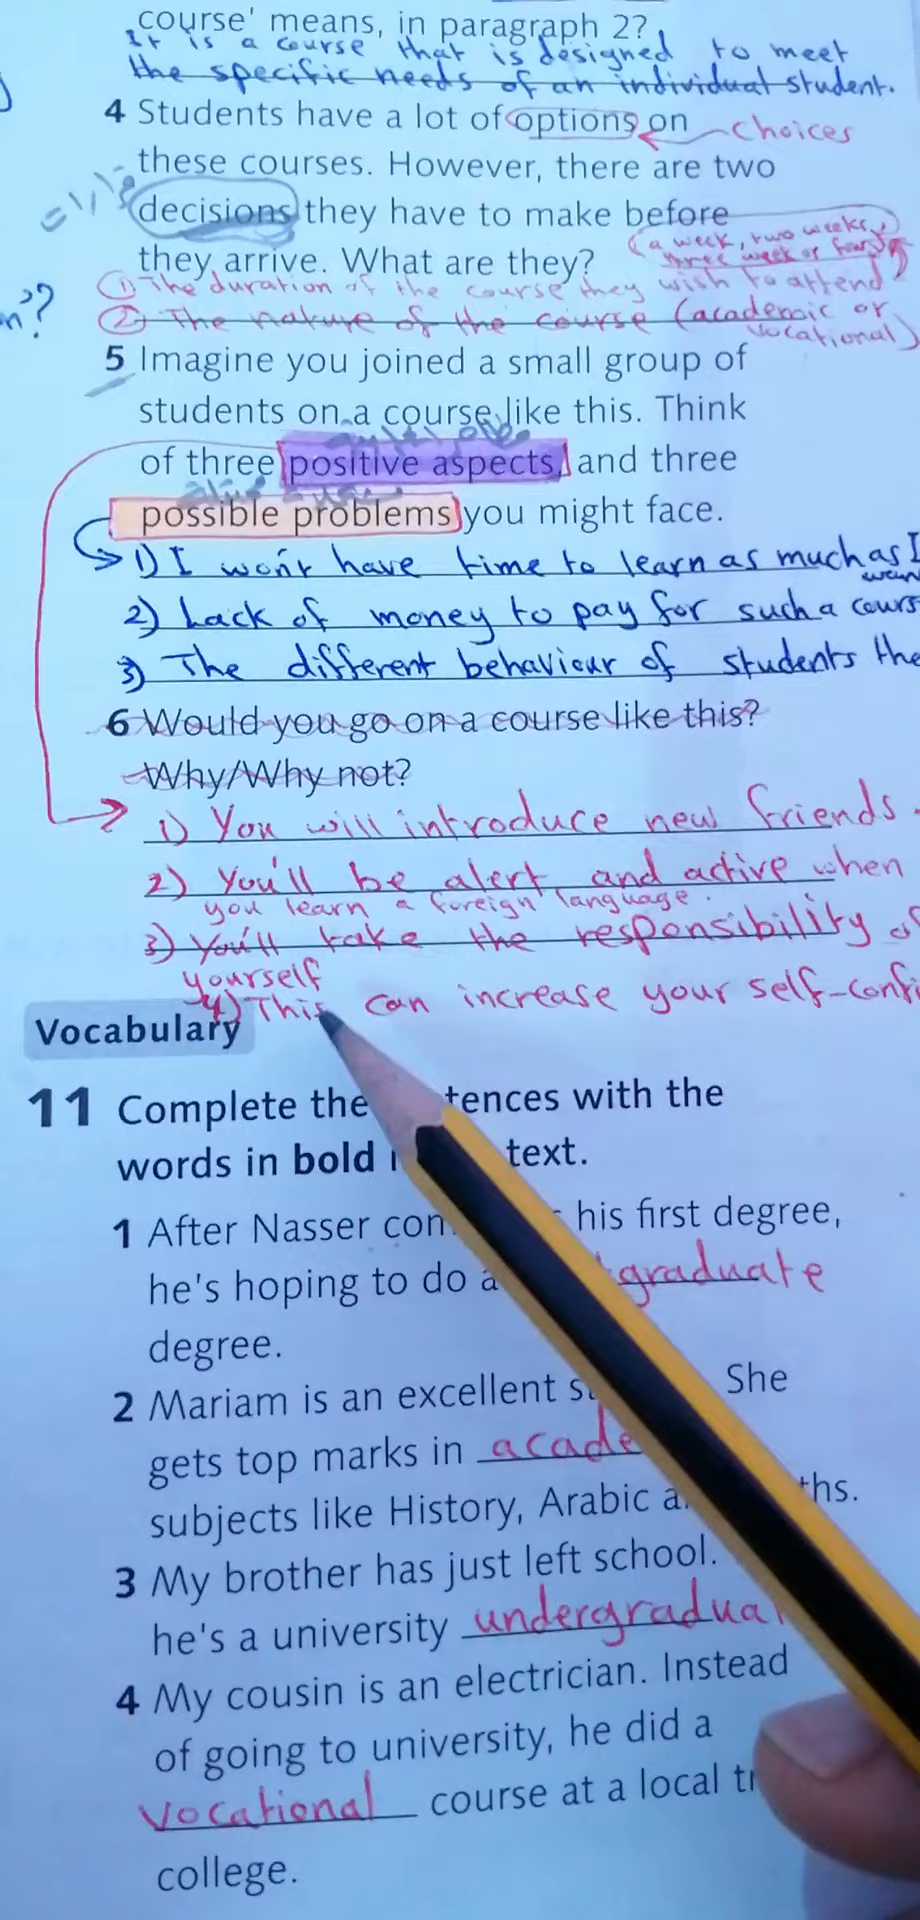 course' means, in paragraph 2?
It is a course that is designed to meet
the specific needs of an individual student.
4 Students have a lot of options on choices
these courses. However, there are two
decisions they have to make before
(a week, two weeks,
they arrive. What are they? three week or four)
① The duration of the course they wish to attend
② The nature of the course (academic or
vocational)
5 Imagine you joined a small group of
students on a course like this. Think
of three positive aspects, and three
possible problems you might face.
1) I won't have time to learn as much as I
2) Lack of money to pay for such a cours
3) The different behaviour of students the
6 Would you go on a course like this?
Why/Why not?
1) You will introduce new friends.
2) You'll be alert and active when
you learn a foreign language.
3) You'll take the responsibility of
yourself
4) This can increase your self-confi
Vocabulary
11 Complete the tences with the
words in bold text.
1 After Nasser com his first degree,
he's hoping to do a graduate
degree.
2 Mariam is an excellent s She
gets top marks in acade
subjects like History, Arabic a ths.
3 My brother has just left school.
he's a university undergradua
4 My cousin is an electrician. Instead
of going to university, he did a
vocational course at a local tr
college.